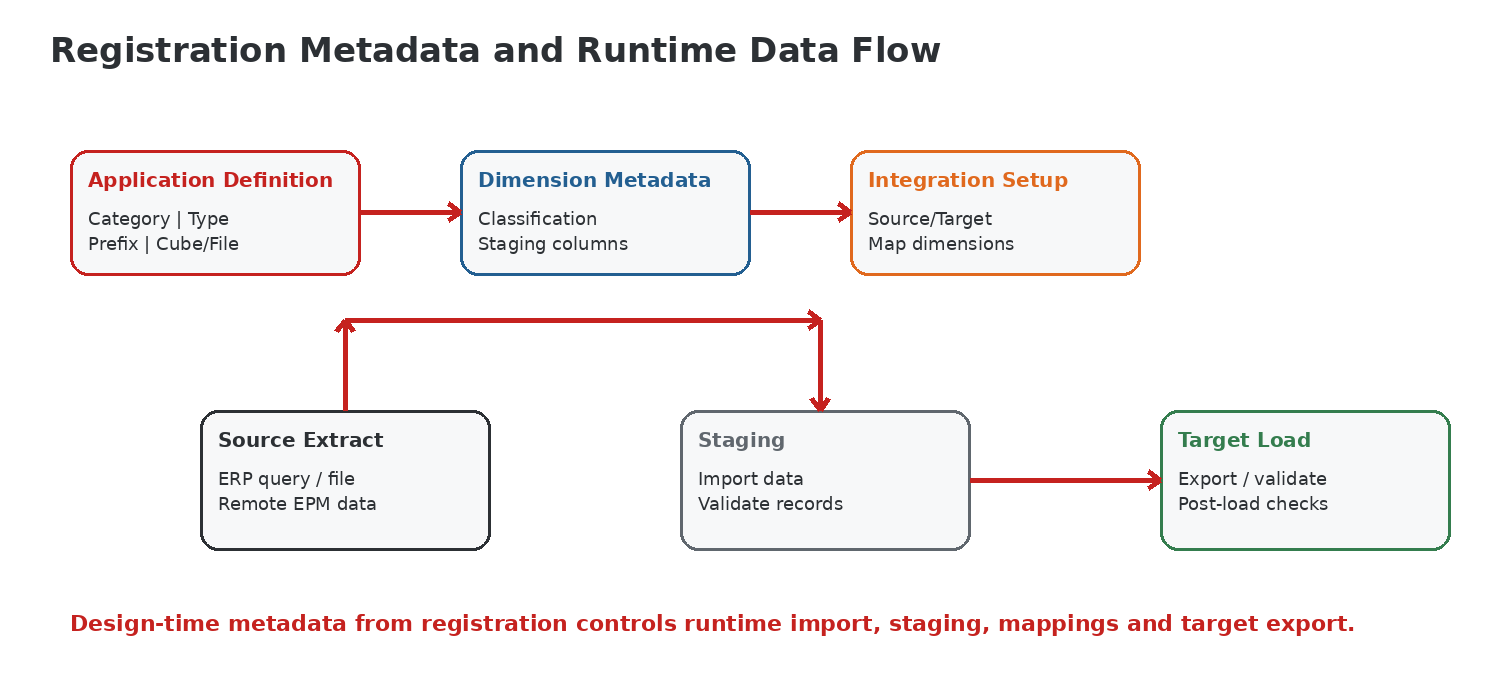 Registration Metadata and Runtime Data Flow
Application Definition
Category | Type
Prefix | Cube/File
Dimension Metadata
Classification
Staging columns
Integration Setup
Source/Target
Map dimensions
Source Extract
ERP query / file
Remote EPM data
Staging
Import data
Validate records
Target Load
Export / validate
Post-load checks
Design-time metadata from registration controls runtime import, staging, mappings and target export.